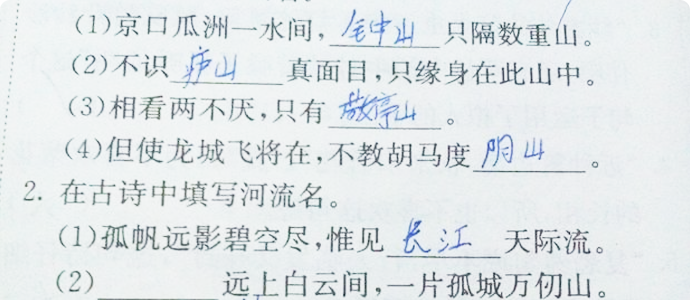 (1)京口瓜洲一水间,钟山只隔数重山。
(2)不识庐山真面目,只缘身在此山中。
(3)相看两不厌,只有敬亭山。
(4)但使龙城飞将在,不教胡马度阴山。
2. 在古诗中填写河流名。
(1)孤帆远影碧空尽,惟见长江天际流。
(2)______远上白云间,一片孤城万仞山。